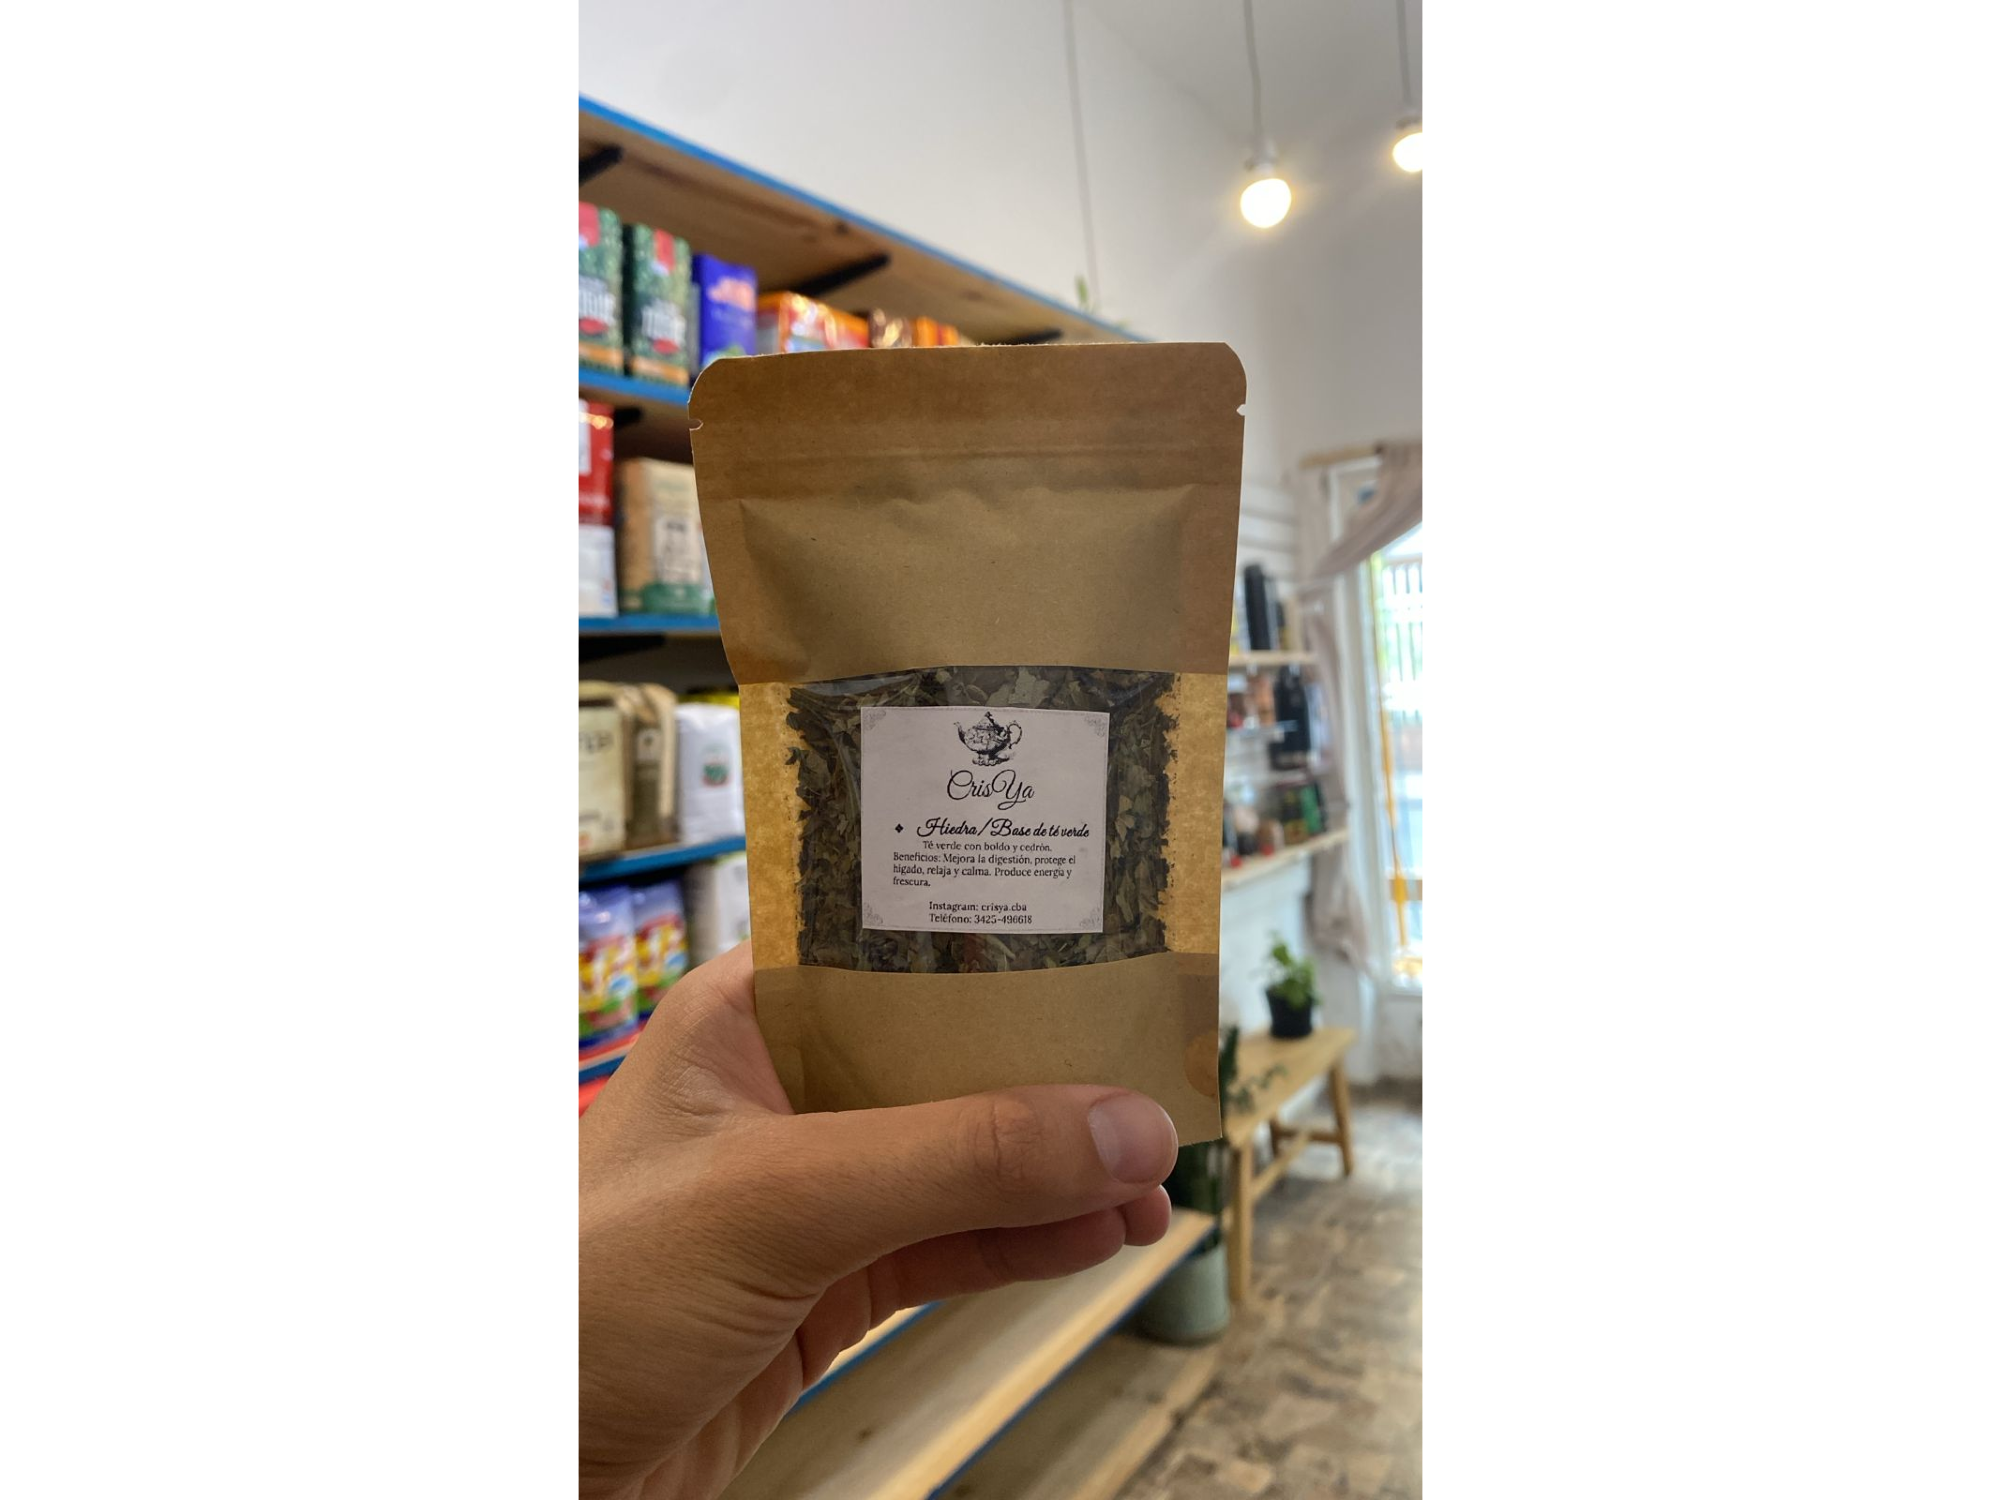 CrisYa
❖ Hiedra/Base de té verde
Té verde con boldo y cedrón.
Beneficios: Mejora la digestión, protege el
hígado, relaja y calma. Produce energía y
frescura.
Instagram: crisya.cba
Teléfono: 3425-496618